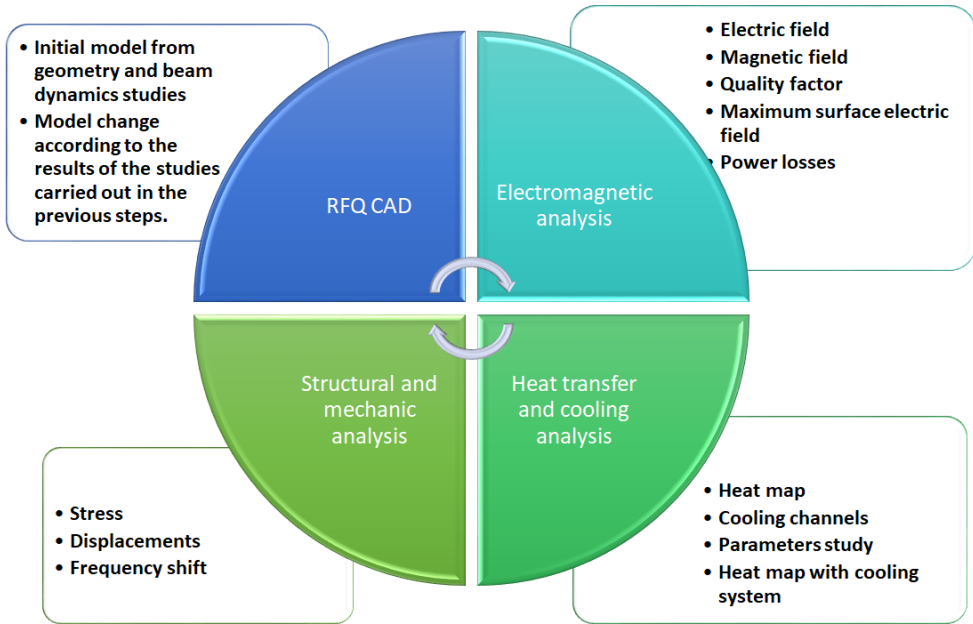 • Initial model from
geometry and beam
dynamics studies
• Model change
according to the
results of the studies
carried out in the
previous steps.
RFQ CAD
• Electric field
• Magnetic field
• Quality factor
• Maximum surface electric
field
• Power losses
Electromagnetic
analysis
Structural and
mechanic
analysis
• Stress
• Displacements
• Frequency shift
Heat transfer
and cooling
analysis
• Heat map
• Cooling channels
• Parameters study
• Heat map with cooling
system